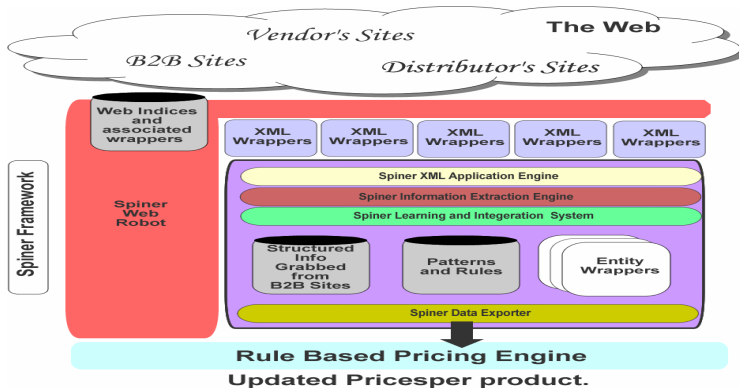 The Web
Vendor's Sites
B2B Sites
Distributor's Sites
Web Indices
and
associated
wrappers
XML
Wrappers
XML
Wrappers
XML
Wrappers
XML
Wrappers
XML
Wrappers
Spiner Framework
Spiner
Web
Robot
Spiner XML Application Engine
Spiner Information Extraction Engine
Spiner Learning and Integeration System
Structured
Info
Grabbed
from
B2B Sites
Patterns
and Rules
Entity
Wrappers
Spiner Data Exporter
Rule Based Pricing Engine
Updated Pricesper product.